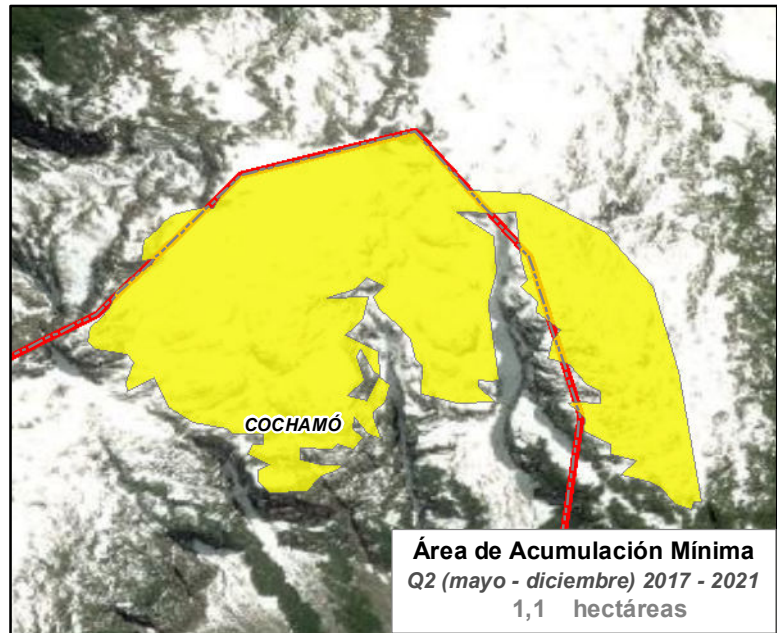 COCHAMÓ
Área de Acumulación Mínima
Q2 (mayo - diciembre) 2017 - 2021
1,1 hectáreas